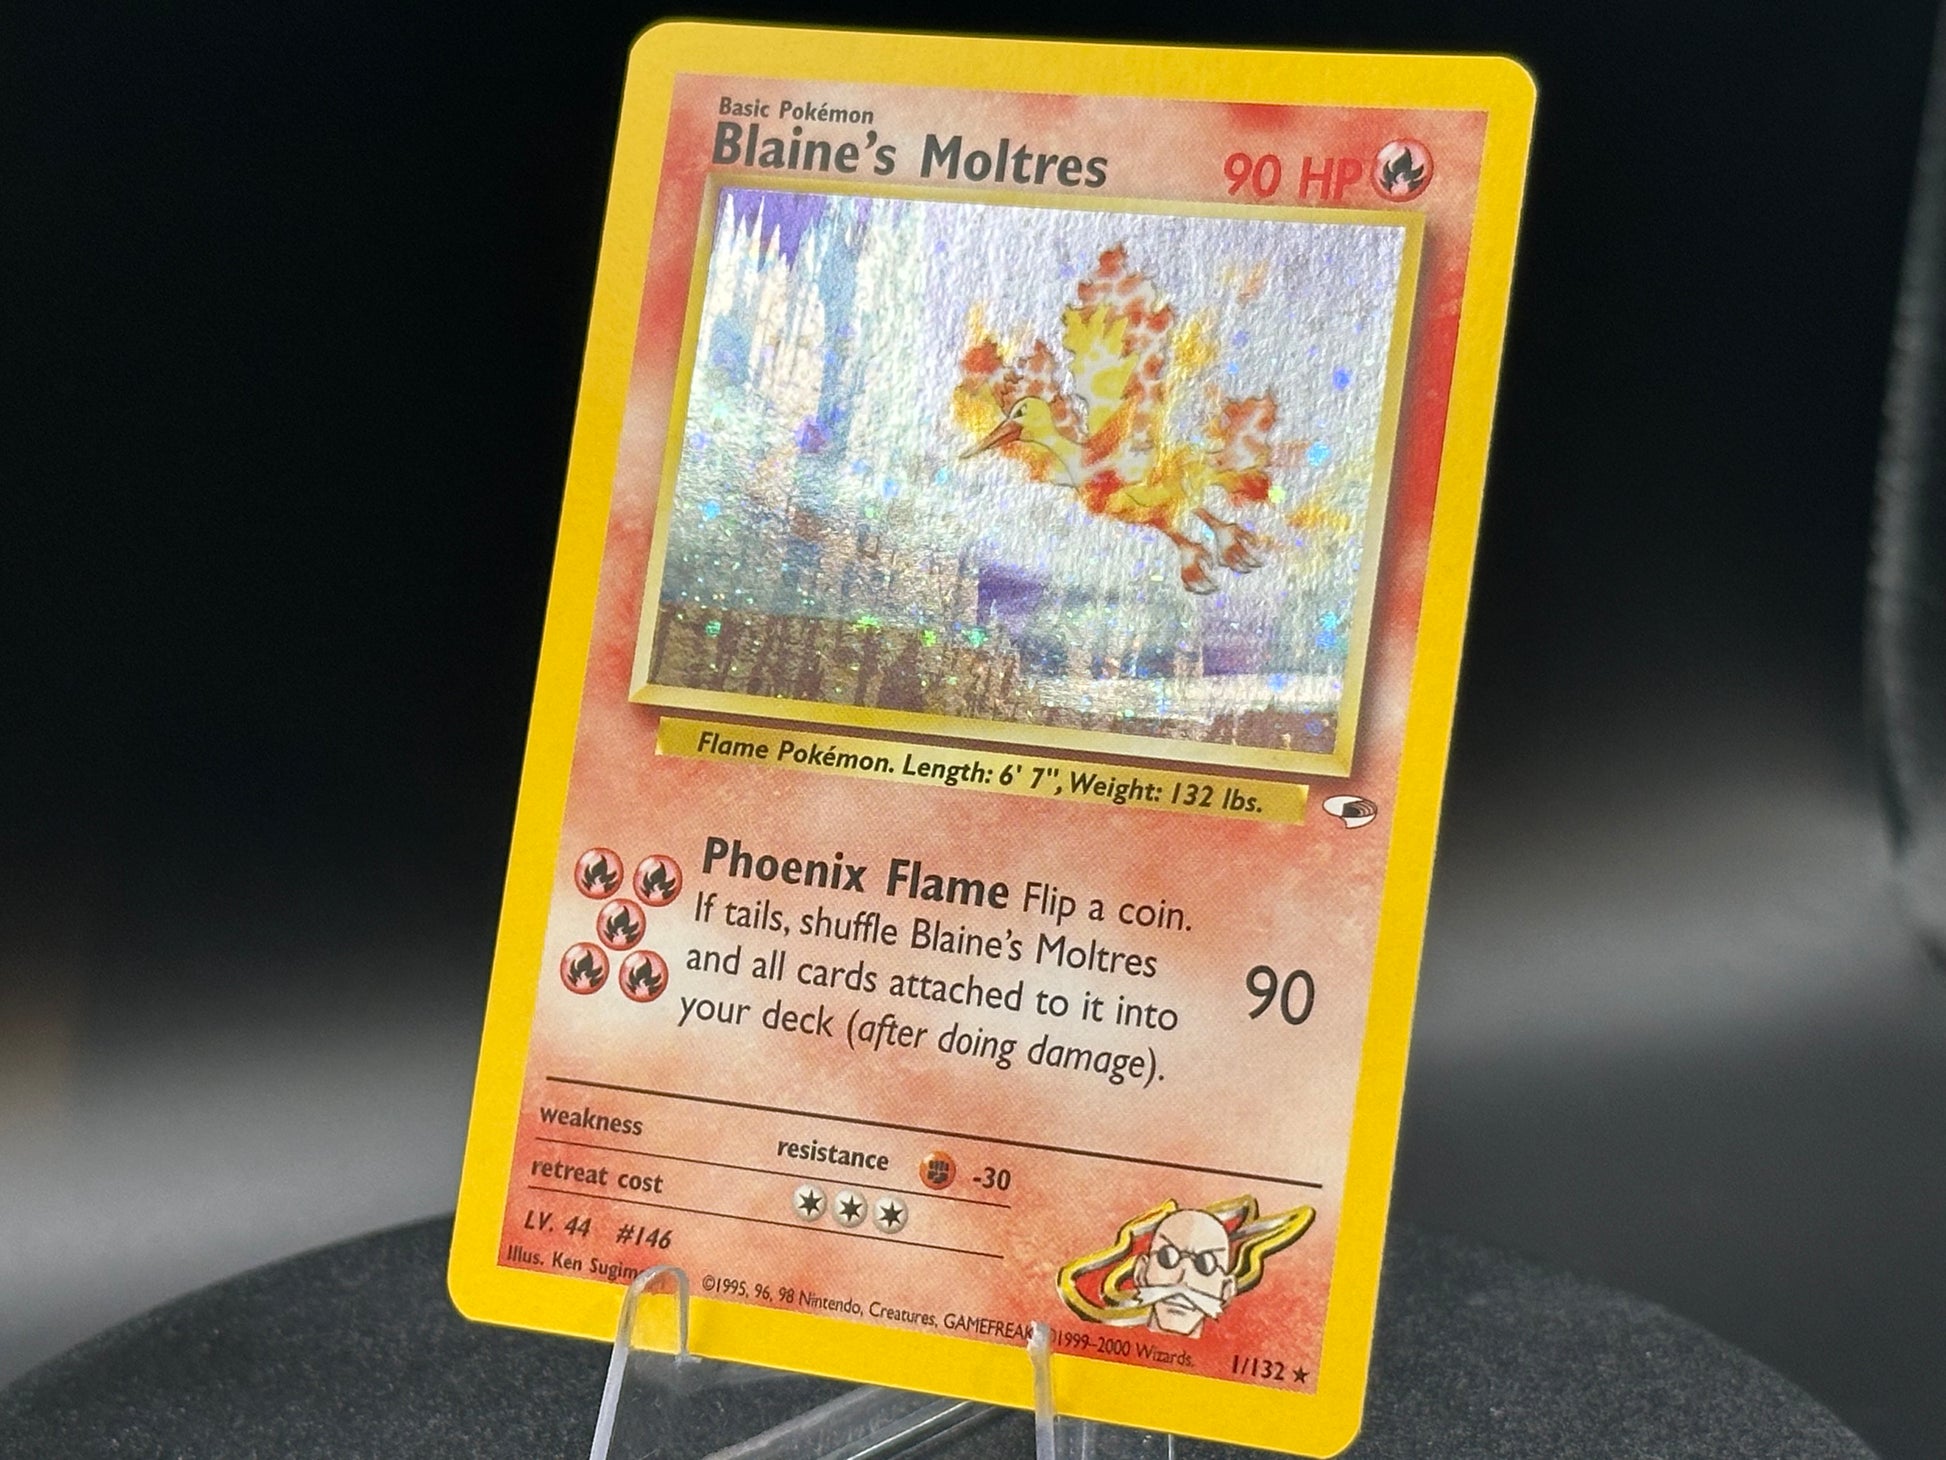 Basic Pokémon
Blaine's Moltres
90 HP
Flame Pokémon. Length: 6' 7", Weight: 132 lbs.
Phoenix Flame Flip a coin.
If tails, shuffle Blaine's Moltres
and all cards attached to it into
your deck (after doing damage).
90
weakness
resistance
-30
retreat cost
LV. 44 #146
Illus. Ken
©1995, 96, 98 Nintendo, Creatures, GAMEFREAK. 1999–2000 Wizards.
1/132 ★